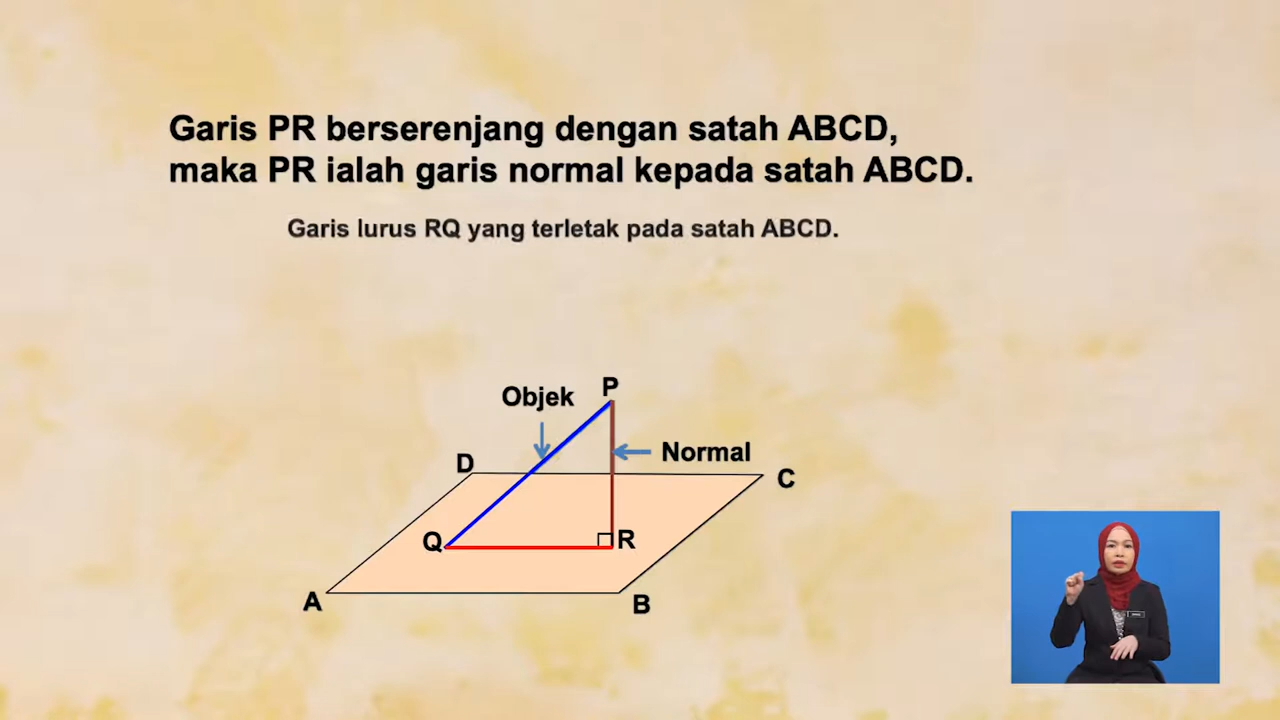 Garis PR berserenjang dengan satah ABCD,
maka PR ialah garis normal kepada satah ABCD.
Garis lurus RQ yang terletak pada satah ABCD.
Objek
P
Normal
D
C
Q
R
A
B